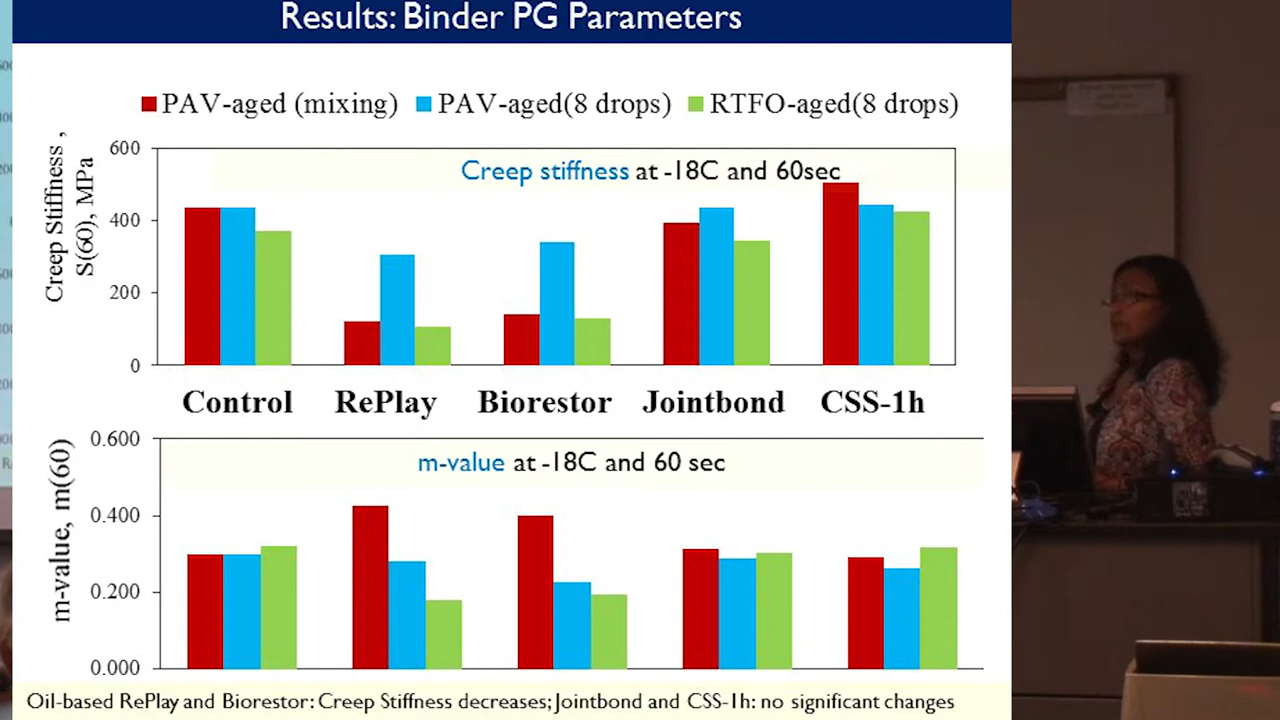 Results: Binder PG Parameters
PAV-aged (mixing) PAV-aged(8 drops) RTFO-aged(8 drops)
Creep Stiffness ,
S(60), MPa
600
400
200
0
Creep stiffness at -18C and 60sec
Control RePlay Biorestor Jointbond CSS-1h
m-value, m(60)
0.600
0.400
0.200
0.000
m-value at -18C and 60 sec
Oil-based RePlay and Biorestor: Creep Stiffness decreases; Jointbond and CSS-1h: no significant changes